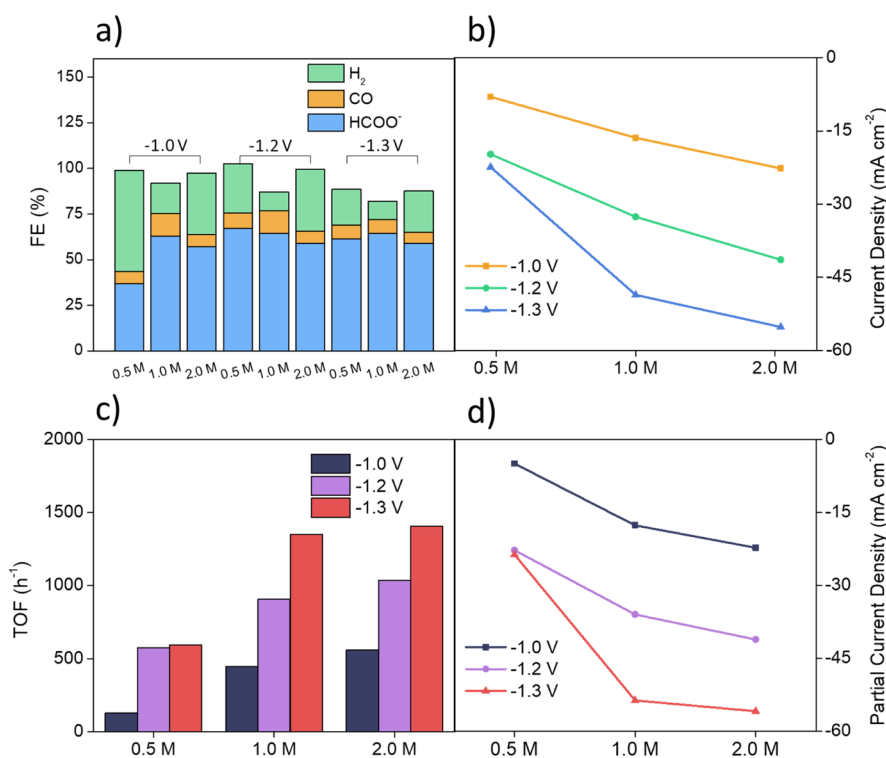 a)
150
125
100
75
50
25
0
FE (%)
H₂
CO
HCOO⁻
-1.0 V
-1.2 V
-1.3 V
0.5 M
1.0 M
2.0 M
0.5 M
1.0 M
2.0 M
0.5 M
1.0 M
2.0 M
b)
0
-15
-30
-45
-60
Current Density (mA cm⁻²)
-1.0 V
-1.2 V
-1.3 V
0.5 M
1.0 M
2.0 M
c)
2000
1500
1000
500
0
TOF (h⁻¹)
-1.0 V
-1.2 V
-1.3 V
0.5 M
1.0 M
2.0 M
d)
0
-15
-30
-45
-60
Partial Current Density (mA cm⁻²)
-1.0 V
-1.2 V
-1.3 V
0.5 M
1.0 M
2.0 M